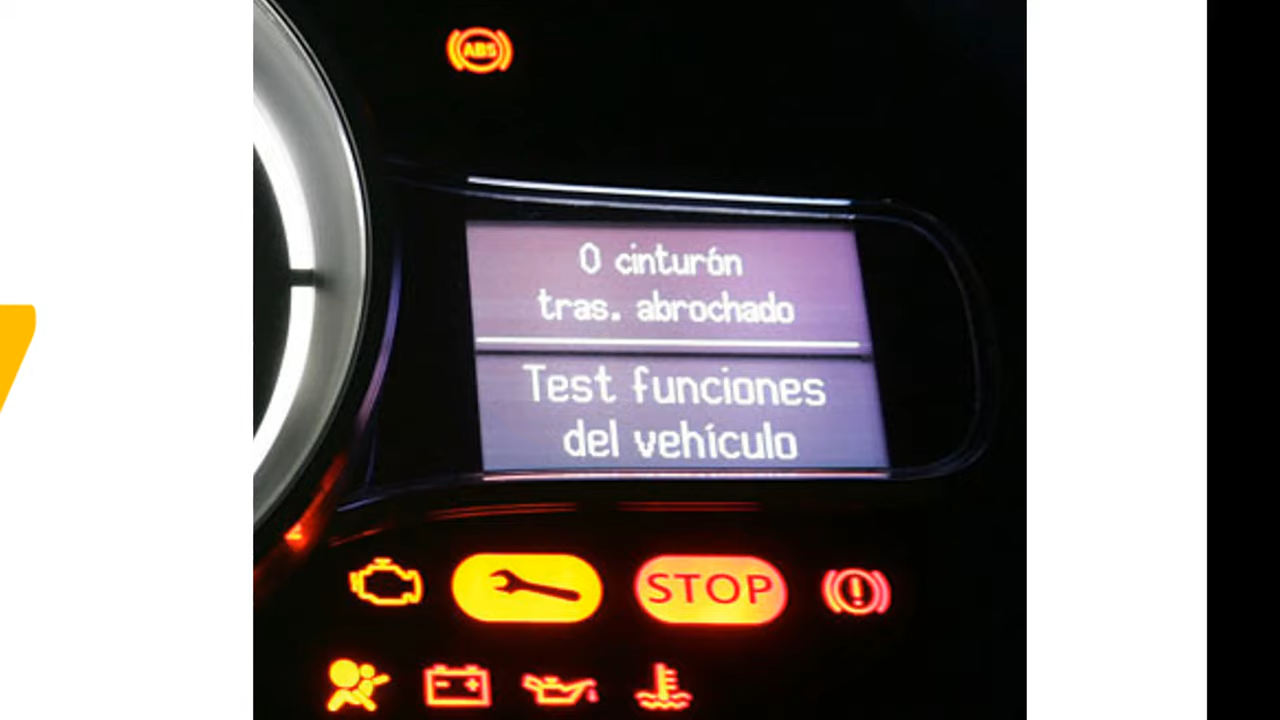 ABS
0 cinturón
tras. abrochado
Test funciones
del vehículo
STOP